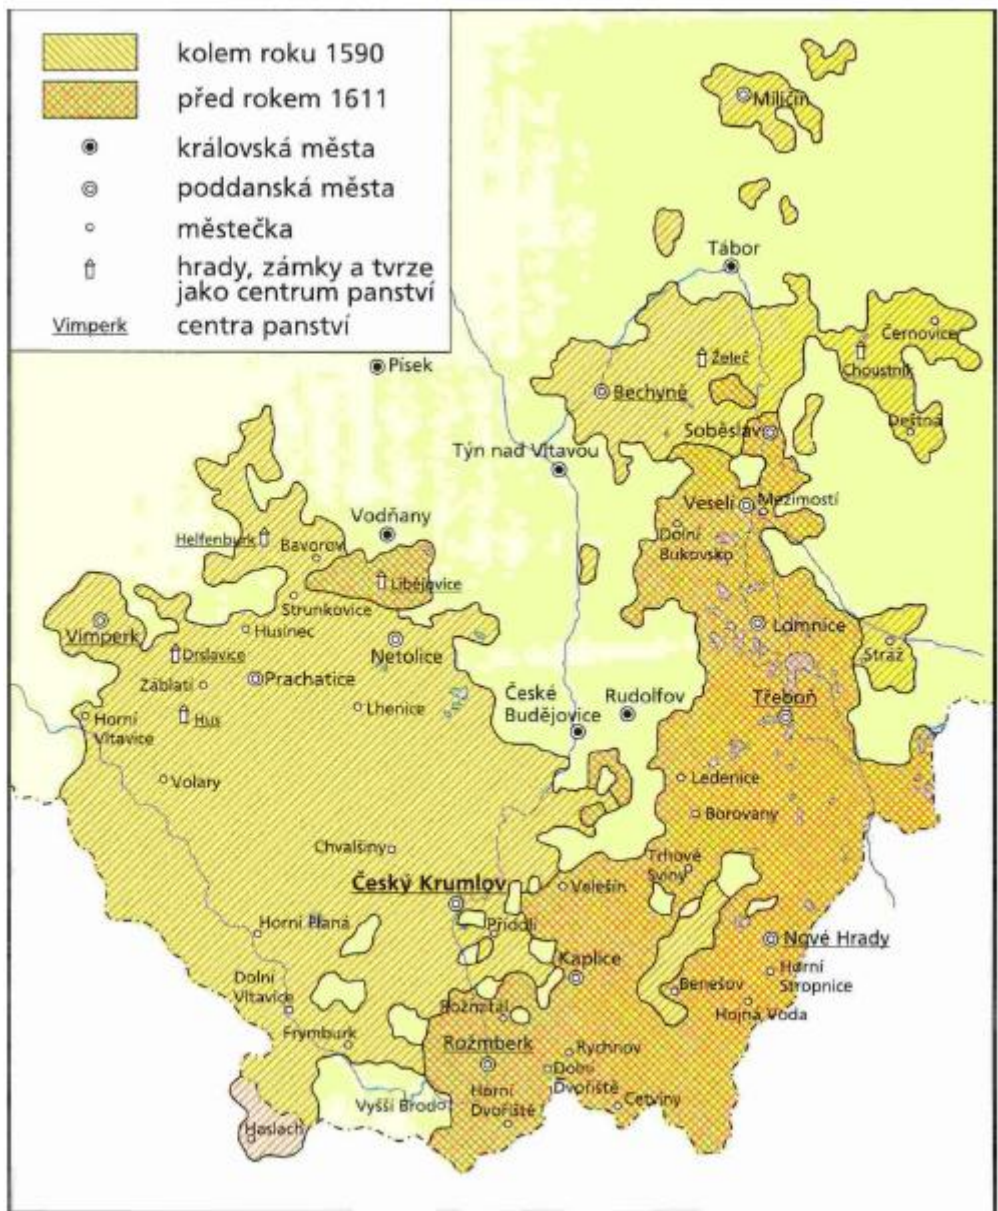 kolem roku 1590
před rokem 1611
královská města
poddanská města
městečka
hrady, zámky a tvrze
jako centrum panství
Vimperk
centra panství
Miličín
Tábor
Černovice
Želeč
Choustník
Písek
Bechyně
Deštná
Soběslav
Týn nad Vltavou
Veselí
Mezimostí
Vodňany
Dolní
Bukovsko
Helfenburk
Bavorov
Libějovice
Strunkovice
Vimperk
Husinec
Lomnice
Netolice
Stráž
Drslavice
Záblatí
Prachatice
České
Budějovice
Rudolfov
Třeboň
Lhenice
Hus
Horní
Vltavice
Volary
Ledenice
Borovany
Chvalšiny
Trhové
Sviny
Český Krumlov
Velešín
Horní Planá
Přídolí
Nové Hrady
Kaplice
Horní
Stropnice
Dolní
Vltavice
Benešov
Rožmtál
Hojná Voda
Frymburk
Rožmberk
Rychnov
Dolní
Dvořiště
Vyšší Brod
Horní
Dvořiště
Cetviny
Haslach